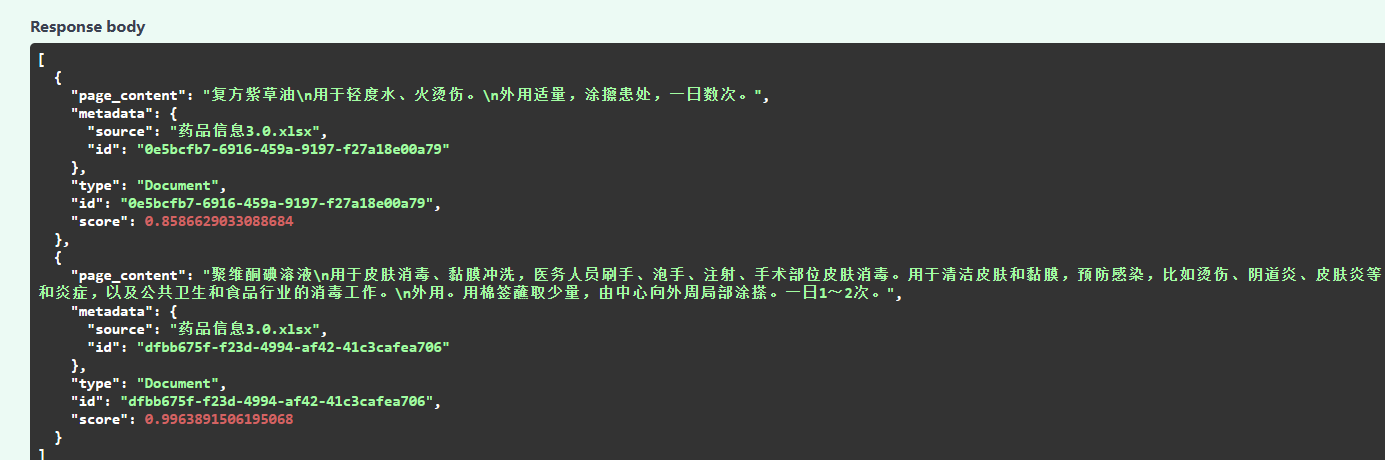 Response body
[
  {
    "page_content": "复方紫草油\n用于轻度水、火烫伤。\n外用适量，涂擦患处，一日数次。",
    "metadata": {
      "source": "药品信息3.0.xlsx",
      "id": "0e5bcfb7-6916-459a-9197-f27a18e00a79"
    },
    "type": "Document",
    "id": "0e5bcfb7-6916-459a-9197-f27a18e00a79",
    "score": 0.8586629033088684
  },
  {
    "page_content": "聚维酮碘溶液\n用于皮肤消毒、黏膜冲洗，医务人员刷手、泡手、注射、手术部位皮肤消毒。用于清洁皮肤和黏膜，预防感染，比如烫伤、阴道炎、皮肤炎等
和炎症，以及公共卫生和食品行业的消毒工作。\n外用。用棉签蘸取少量，由中心向外周局部涂搽。一日1～2次。",
    "metadata": {
      "source": "药品信息3.0.xlsx",
      "id": "dfbb675f-f23d-4994-af42-41c3cafea706"
    },
    "type": "Document",
    "id": "dfbb675f-f23d-4994-af42-41c3cafea706",
    "score": 0.9963891506195068
  }
]